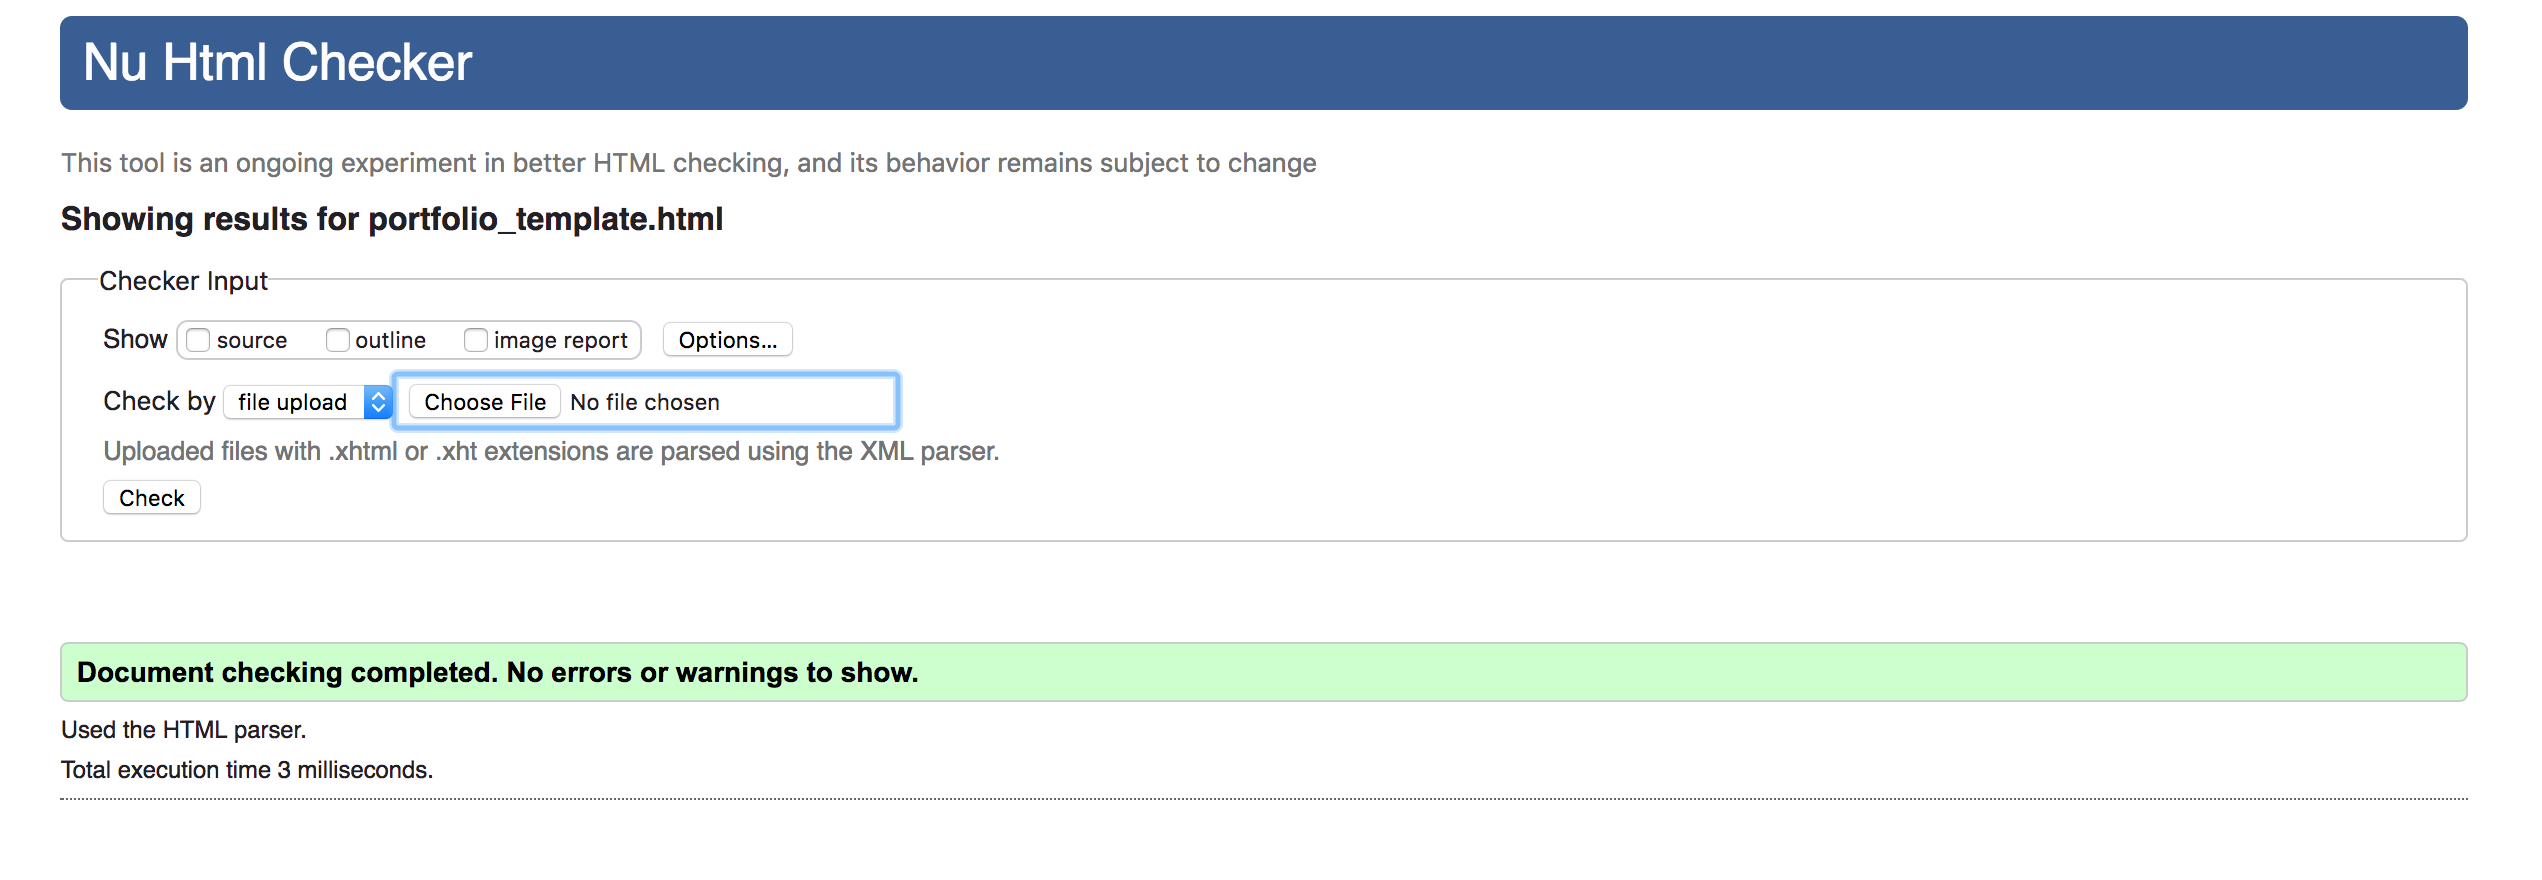 Nu Html Checker
This tool is an ongoing experiment in better HTML checking, and its behavior remains subject to change
Showing results for portfolio_template.html
Checker Input
Show source outline image report Options...
Check by file upload Choose File No file chosen
Uploaded files with .xhtml or .xht extensions are parsed using the XML parser.
Check
Document checking completed. No errors or warnings to show.
Used the HTML parser.
Total execution time 3 milliseconds.